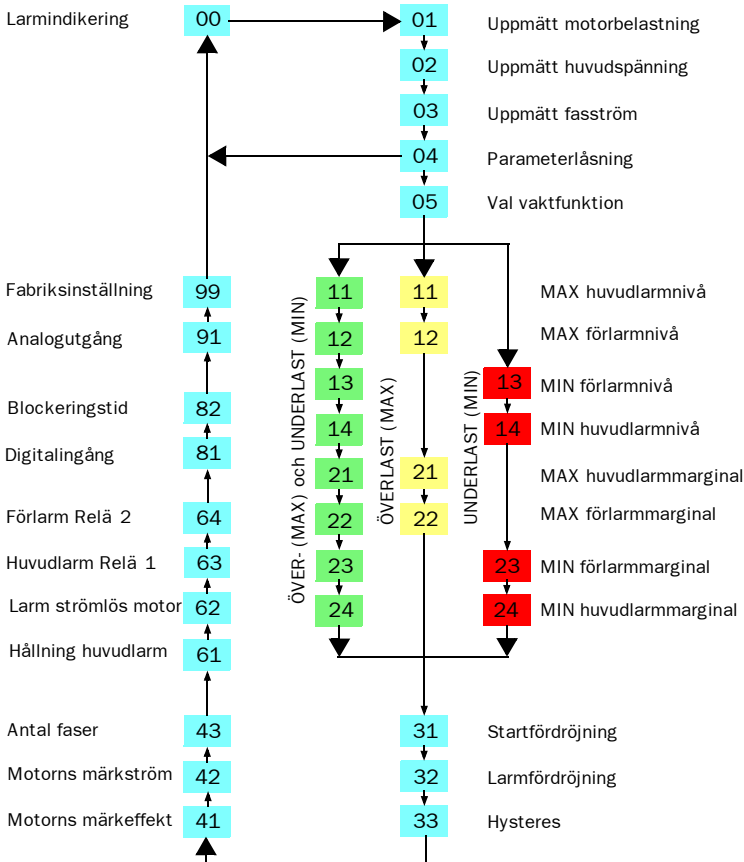 Larmindikering 00 01 Uppmätt motorbelastning
02 Uppmätt huvudspänning
03 Uppmätt fasström
04 Parameterlåsning
05 Val vaktfunktion
Fabriksinställning 99 11 11 MAX huvudlarmnivå
Analogutgång 91 12 12 MAX förlarmnivå
13 13 MIN förlarmnivå
Blockeringstid 82 14 14 MIN huvudlarmnivå
Digitalingång 81 21 21 MAX huvudlarmmarginal
Förlarm Relä 2 64 22 22 MAX förlarmmarginal
Huvudlarm Relä 1 63 23 23 MIN förlarmmarginal
Larm strömlös motor 62 24 24 MIN huvudlarmmarginal
ÖVER- (MAX) och UNDERLAST (MIN)
ÖVERLAST (MAX)
UNDERLAST (MIN)
Hållning huvudlarm 61
Antal faser 43 31 Startfördröjning
Motorns märkström 42 32 Larmfördröjning
Motorns märkeffekt 41 33 Hysteres